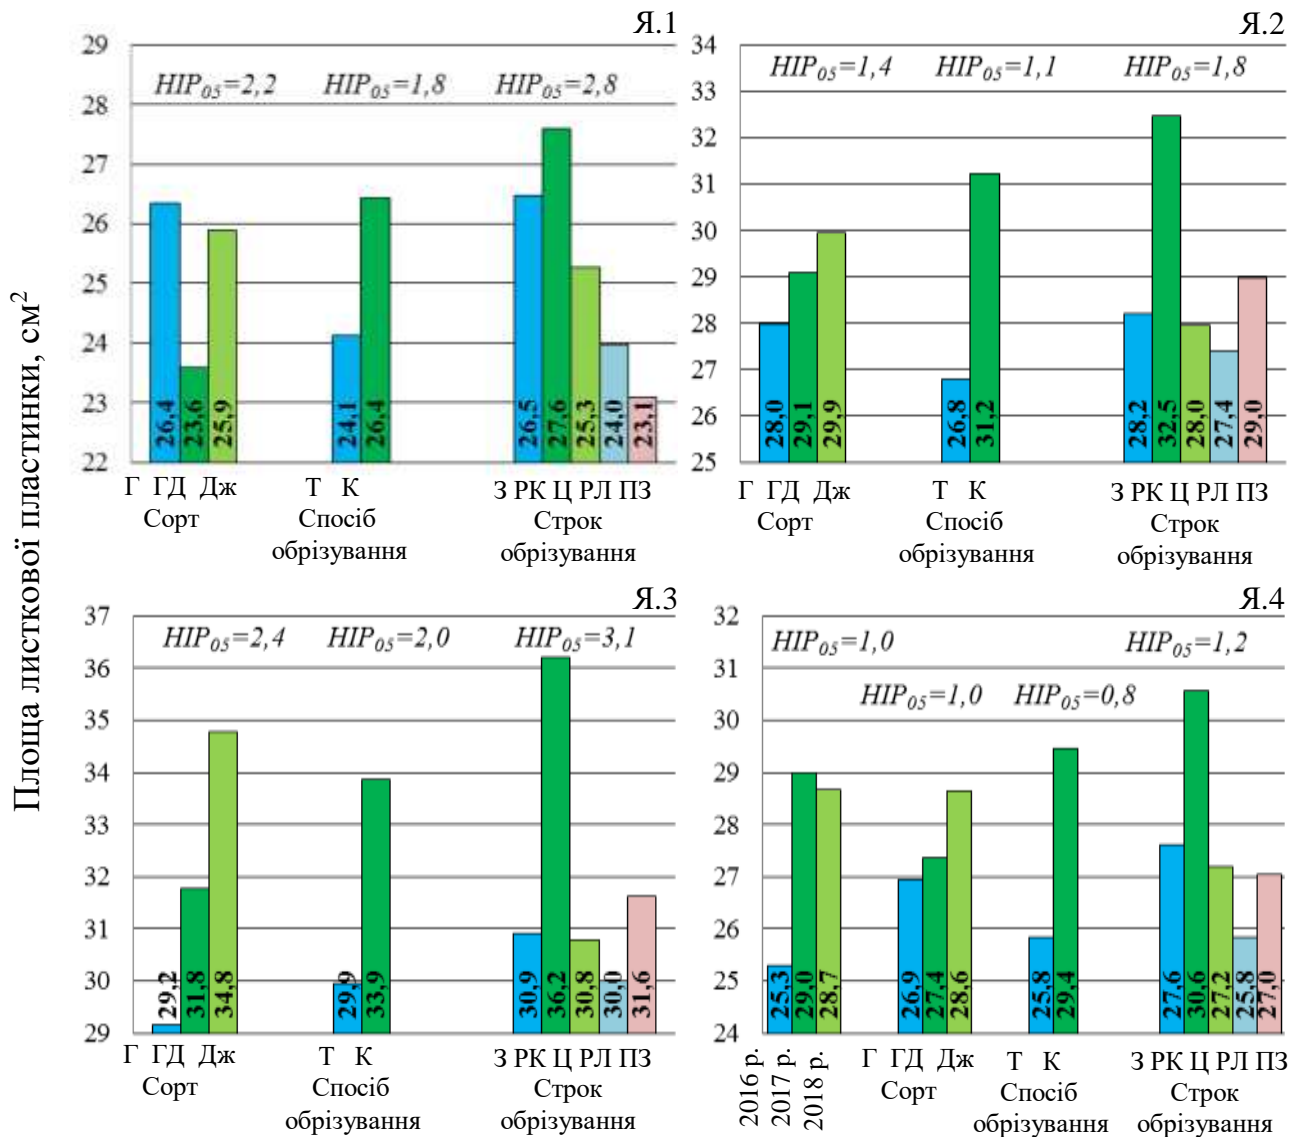 Площа листкової пластинки, см²
Я.1
29
28
27
26
25
24
23
22
НІР₀₅=2,2 НІР₀₅=1,8 НІР₀₅=2,8
26,4 23,6 25,9 24,1 26,4 26,5 27,6 25,3 24,0 23,1
Г ГД Дж Т К З РК Ц РЛ ПЗ
Сорт Спосіб Строк
обрізування обрізування
Я.2
34
33
32
31
30
29
28
27
26
25
НІР₀₅=1,4 НІР₀₅=1,1 НІР₀₅=1,8
28,0 29,1 29,9 26,8 31,2 28,2 32,5 28,0 27,4 29,0
Г ГД Дж Т К З РК Ц РЛ ПЗ
Сорт Спосіб Строк
обрізування обрізування
Я.3
37
36
35
34
33
32
31
30
29
НІР₀₅=2,4 НІР₀₅=2,0 НІР₀₅=3,1
29,2 31,8 34,8 29,9 33,9 30,9 36,2 30,8 30,0 31,6
Г ГД Дж Т К З РК Ц РЛ ПЗ
Сорт Спосіб Строк
обрізування обрізування
Я.4
32
31
30
29
28
27
26
25
24
НІР₀₅=1,0 НІР₀₅=1,2
НІР₀₅=1,0 НІР₀₅=0,8
25,3 29,0 28,7 26,9 27,4 28,6 25,8 29,4 27,6 30,6 27,2 25,8 27,0
2016 р.
2017 р.
2018 р.
Г ГД Дж Т К З РК Ц РЛ ПЗ
Сорт Спосіб Строк
обрізування обрізування